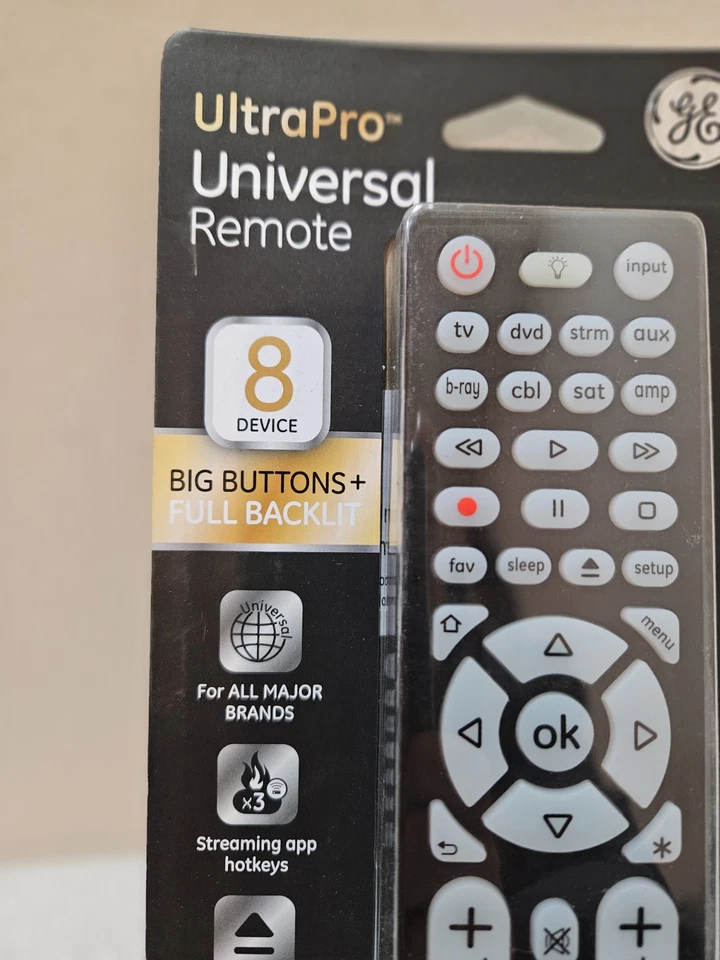 UltraPro™
GE
Universal
Remote
input
tv dvd strm aux
8
DEVICE
b-ray cbl sat amp
BIG BUTTONS+
FULL BACKLIT
fav sleep setup
Universal
menu
For ALL MAJOR
BRANDS
ok
x3
Streaming app
hotkeys